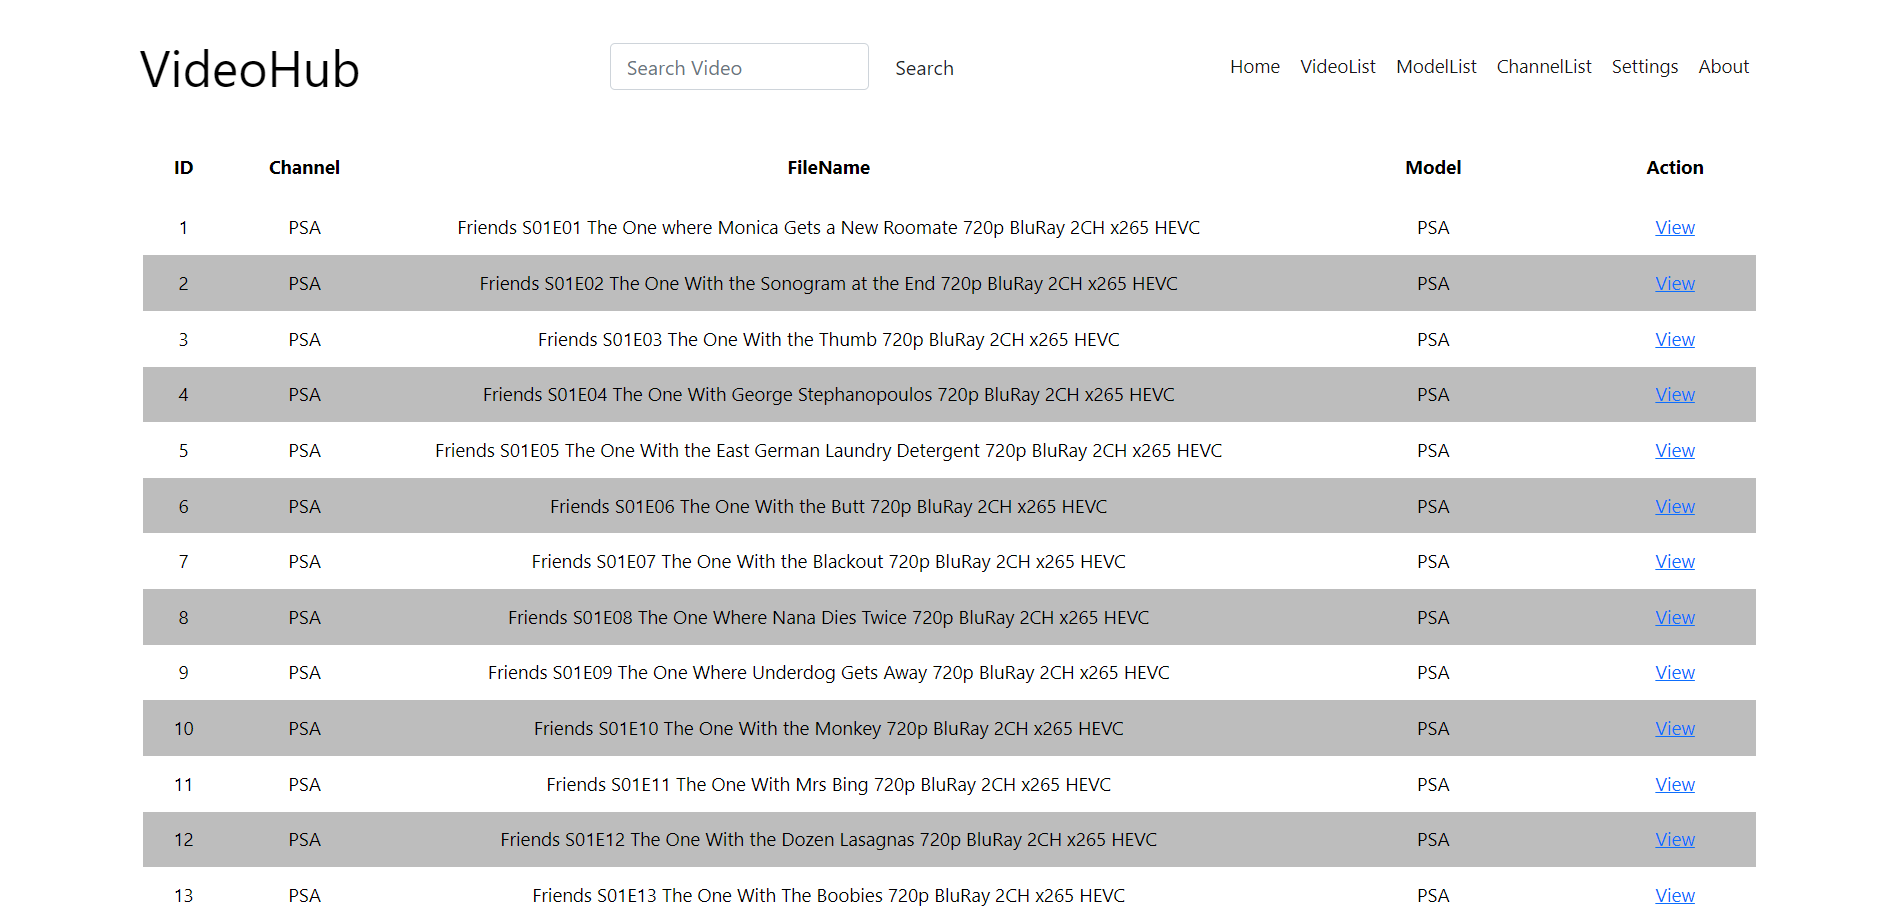 VideoHub Search Video Search Home VideoList ModelList ChannelList Settings About
ID Channel FileName Model Action
1 PSA Friends S01E01 The One where Monica Gets a New Roomate 720p BluRay 2CH x265 HEVC PSA View
2 PSA Friends S01E02 The One With the Sonogram at the End 720p BluRay 2CH x265 HEVC PSA View
3 PSA Friends S01E03 The One With the Thumb 720p BluRay 2CH x265 HEVC PSA View
4 PSA Friends S01E04 The One With George Stephanopoulos 720p BluRay 2CH x265 HEVC PSA View
5 PSA Friends S01E05 The One With the East German Laundry Detergent 720p BluRay 2CH x265 HEVC PSA View
6 PSA Friends S01E06 The One With the Butt 720p BluRay 2CH x265 HEVC PSA View
7 PSA Friends S01E07 The One With the Blackout 720p BluRay 2CH x265 HEVC PSA View
8 PSA Friends S01E08 The One Where Nana Dies Twice 720p BluRay 2CH x265 HEVC PSA View
9 PSA Friends S01E09 The One Where Underdog Gets Away 720p BluRay 2CH x265 HEVC PSA View
10 PSA Friends S01E10 The One With the Monkey 720p BluRay 2CH x265 HEVC PSA View
11 PSA Friends S01E11 The One With Mrs Bing 720p BluRay 2CH x265 HEVC PSA View
12 PSA Friends S01E12 The One With the Dozen Lasagnas 720p BluRay 2CH x265 HEVC PSA View
13 PSA Friends S01E13 The One With The Boobies 720p BluRay 2CH x265 HEVC PSA View